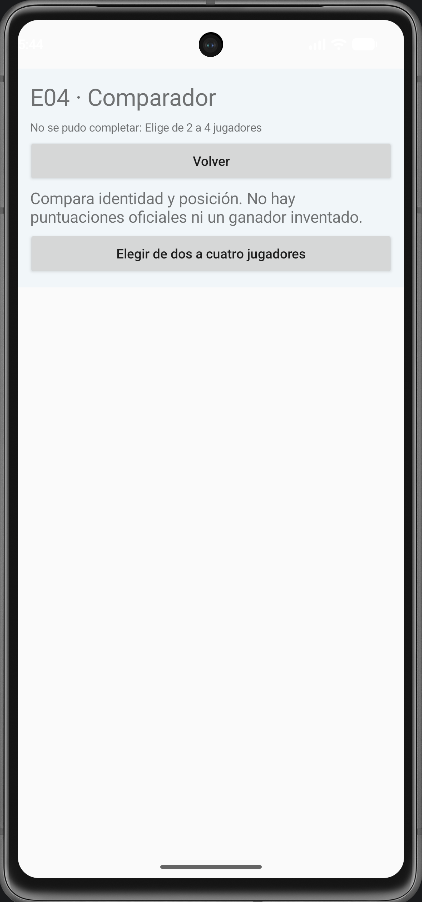 E04 · Comparador
No se pudo completar: Elige de 2 a 4 jugadores
Volver
Compara identidad y posición. No hay
puntuaciones oficiales ni un ganador inventado.
Elegir de dos a cuatro jugadores